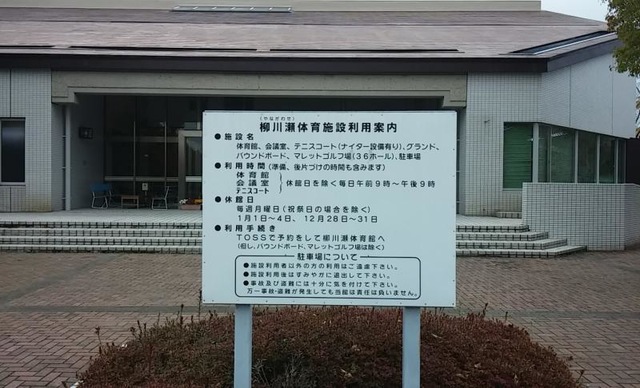 (やながわせ)
柳川瀬体育施設利用案内
●施設名
体育館、会議室、テニスコート(ナイター設備有り)、グランド、
バウンドボード、マレットゴルフ場(36ホール)、駐車場
●利用時間(準備、後片づけの時間も含みます)
体育館
会議室
テニスコート
休館日を除く毎日午前9時~午後9時
●休館日
毎週月曜日(祝祭日の場合を除く)
1月1日~4日、12月28日~31日
●利用手続き
TOSSで予約をして柳川瀬体育館へ
(但し、バウンドボード、マレットゴルフ場は除く)
駐車場について
●施設利用者以外の方の利用はご遠慮下さい。
●施設利用後はすみやかに退出して下さい。
●事故及び盗難には十分に気を付けて下さい。
万一事故・盗難が発生しても当館は責任は負いません。